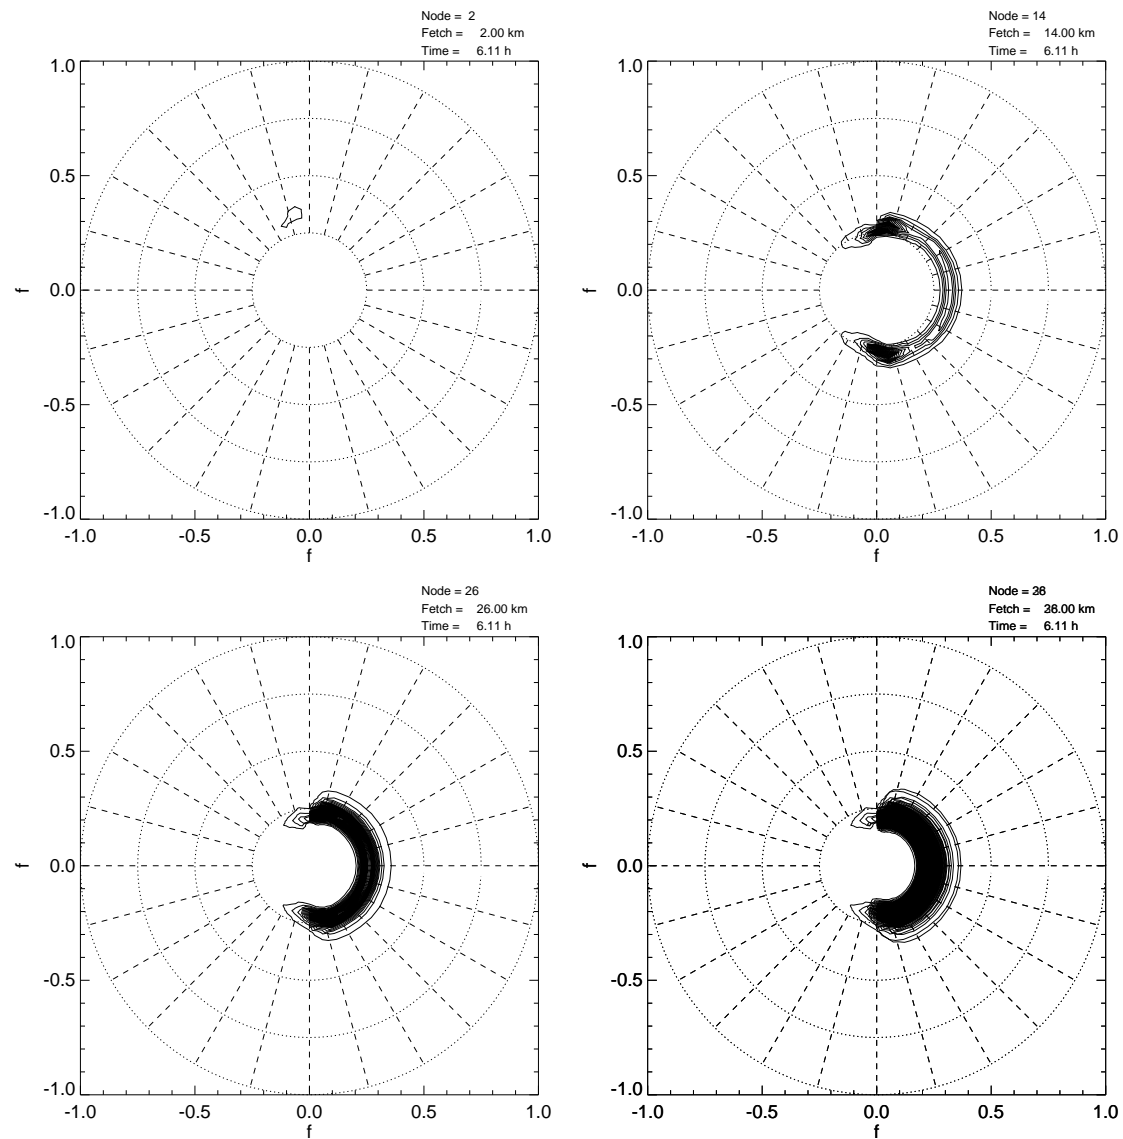 Node = 2
Fetch = 2.00 km
Time = 6.11 h
1.0
0.5
0.0
-0.5
-1.0
f
-1.0 -0.5 0.0 0.5 1.0
f
Node = 14
Fetch = 14.00 km
Time = 6.11 h
1.0
0.5
0.0
-0.5
-1.0
f
-1.0 -0.5 0.0 0.5 1.0
f
Node = 26
Fetch = 26.00 km
Time = 6.11 h
1.0
0.5
0.0
-0.5
-1.0
f
-1.0 -0.5 0.0 0.5 1.0
f
Node =
Fetch = km
Time = 6.11 h
1.0
0.5
0.0
-0.5
-1.0
f
-1.0 -0.5 0.0 0.5 1.0
f